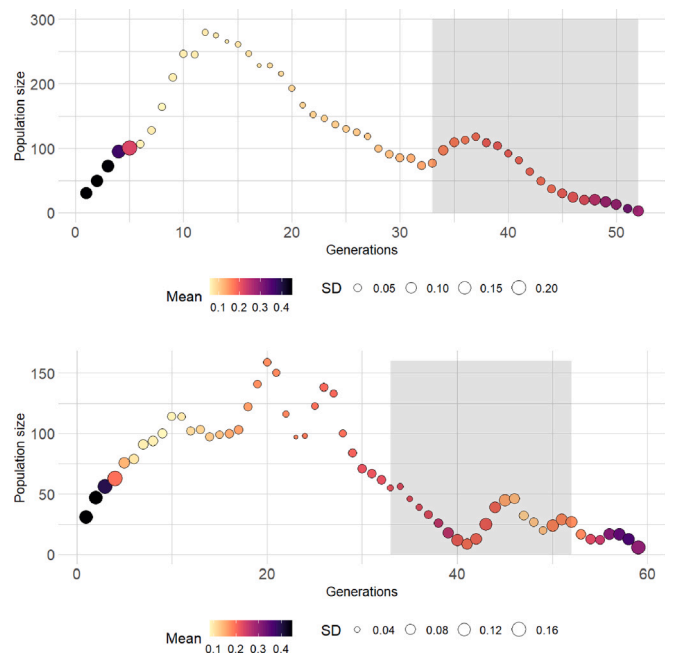 300
200
100
0
Population size
0 10 20 30 40 50
Generations
Mean 0.1 0.2 0.3 0.4 SD 0.05 0.10 0.15 0.20
150
100
50
0
Population size
0 20 40 60
Generations
Mean 0.1 0.2 0.3 0.4 SD 0.04 0.08 0.12 0.16